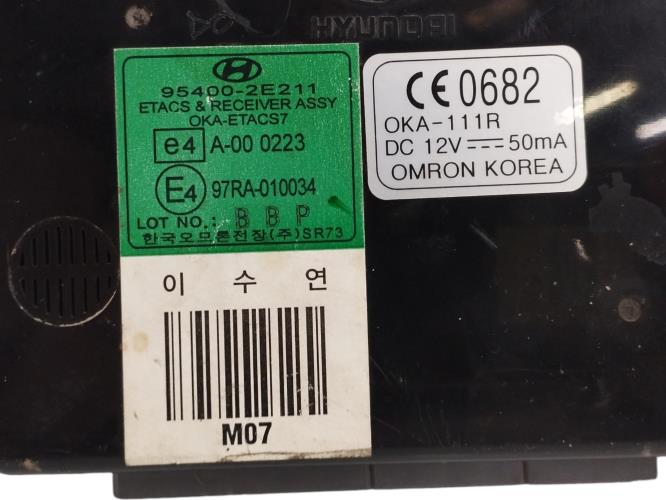 HYUNDAI
95400-2E211
ETACS & RECEIVER ASSY
OKA-ETACS7
e4 A-00 0223
E4 97RA-010034
LOT NO.: B B P
한국오므론전장(주)SR73
이 수 연
M07
CE 0682
OKA-111R
DC 12V ⎓ 50mA
OMRON KOREA